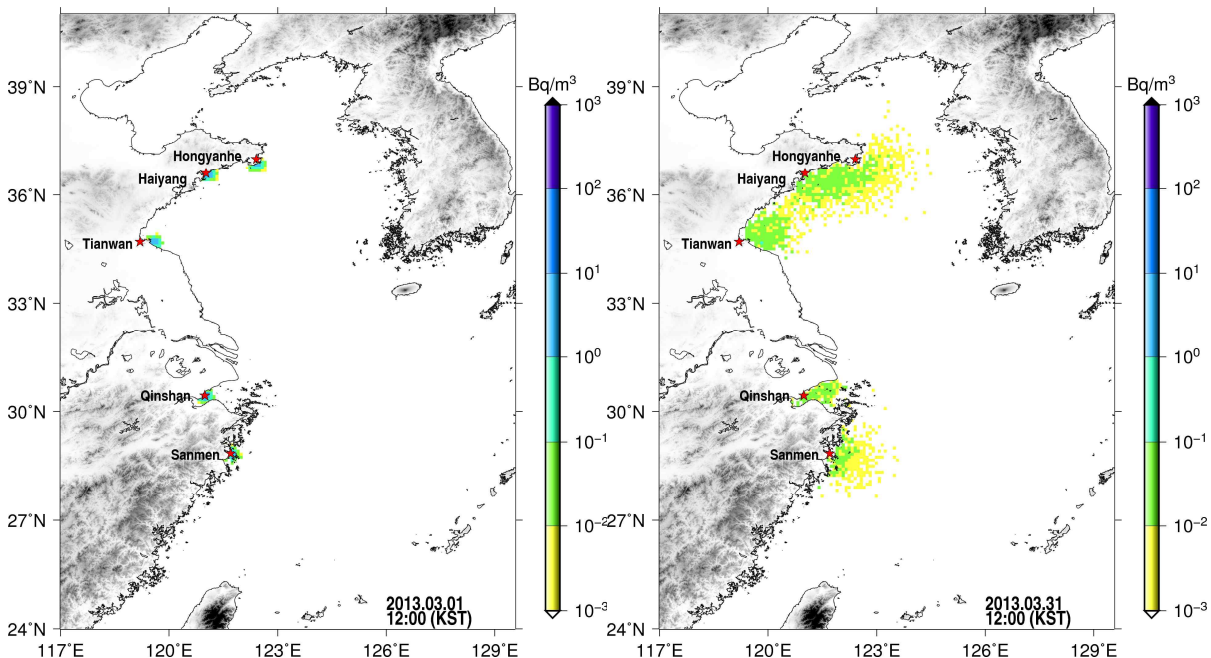 Bq/m³
39°N
36°N
33°N
30°N
27°N
24°N
Hongyanhe
Haiyang
Tianwan
Qinshan
Sanmen
10³
10²
10¹
10⁰
10⁻¹
10⁻²
10⁻³
2013.03.01
12:00 (KST)
117°E
120°E
123°E
126°E
129°E
Bq/m³
39°N
36°N
33°N
30°N
27°N
24°N
Hongyanhe
Haiyang
Tianwan
Qinshan
Sanmen
10³
10²
10¹
10⁰
10⁻¹
10⁻²
10⁻³
2013.03.31
12:00 (KST)
117°E
120°E
123°E
126°E
129°E